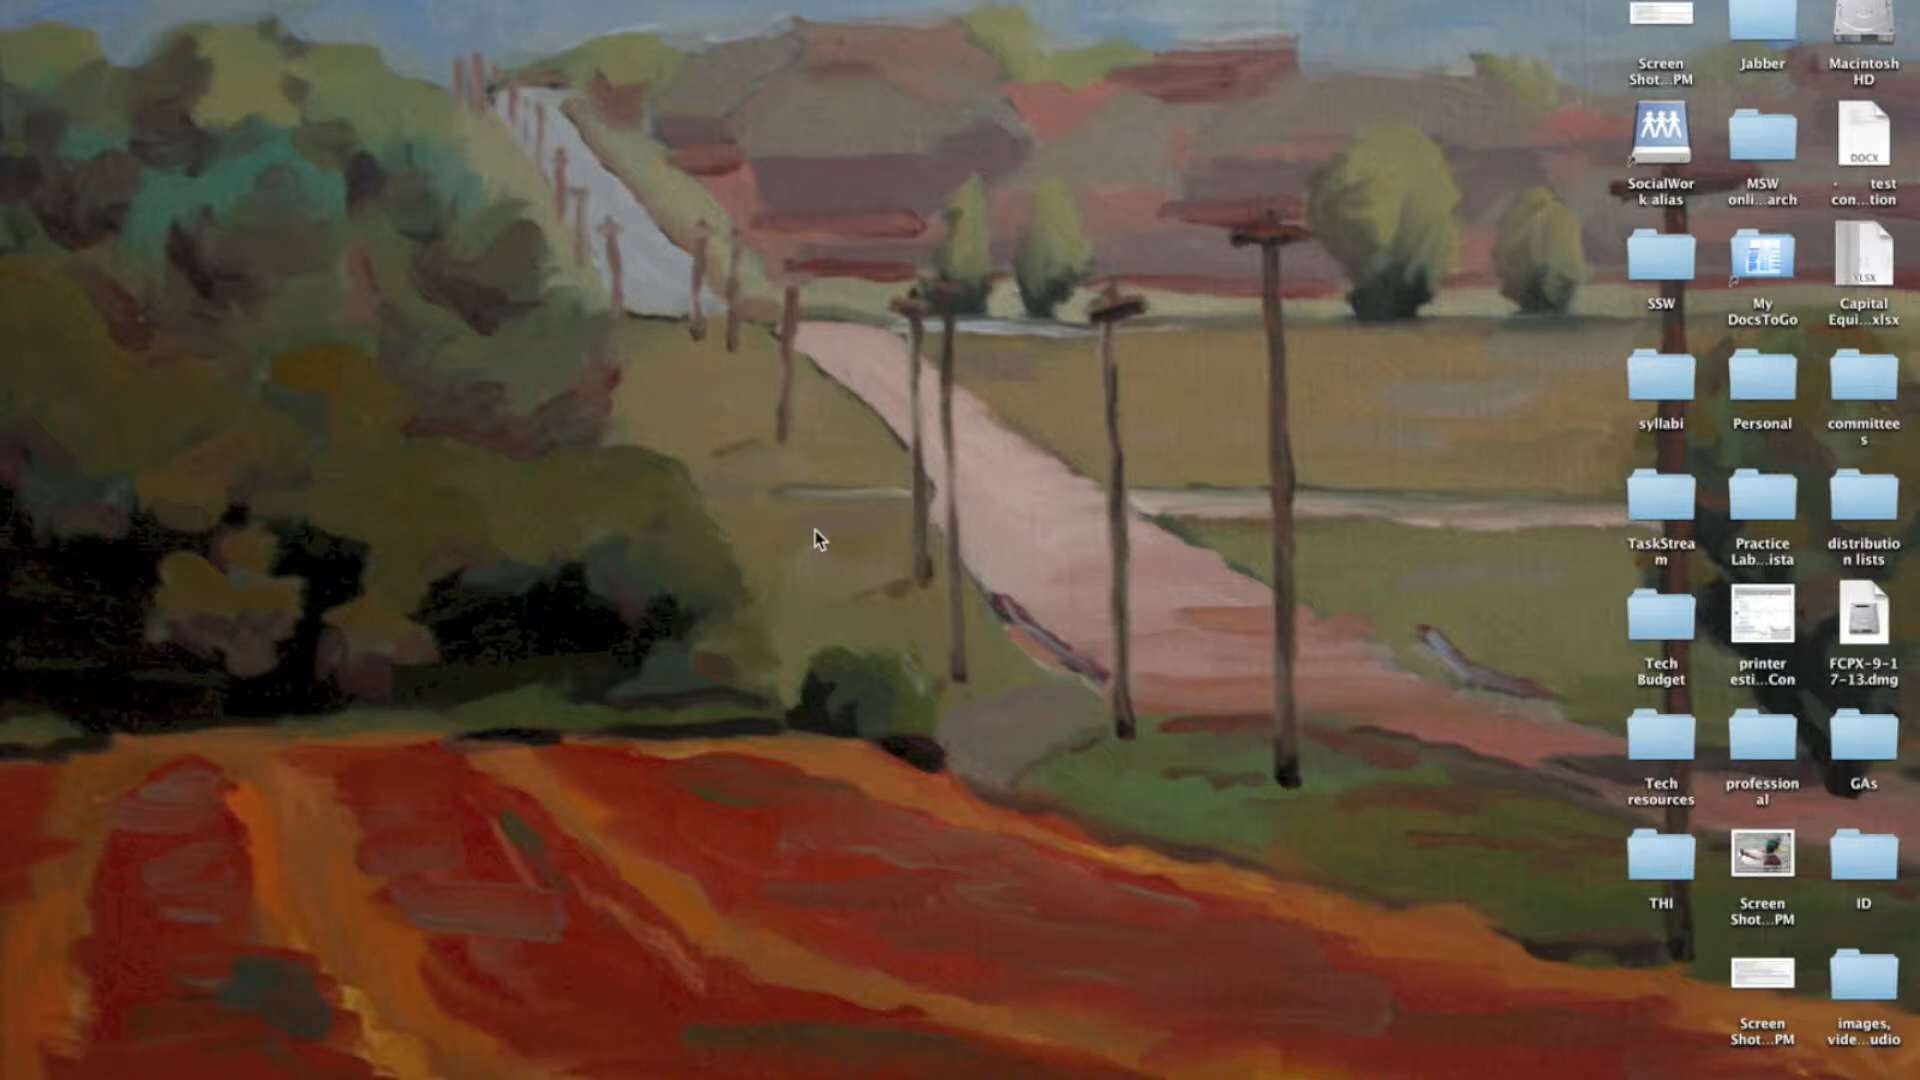 Screen
Shot...PM
Jabber
Macintosh
HD
SocialWor
k alias
MSW
onli...arch
DOCX
test
con...tion
SSW
My
DocsToGo
XLSX
Capital
Equi...xlsx
syllabi
Personal
committee
s
TaskStrea
m
Practice
Lab...ista
distributio
n lists
Tech
Budget
printer
esti...Con
FCPX-9-1
7-13.dmg
Tech
resources
profession
al
GAs
THI
Screen
Shot...PM
ID
Screen
Shot...PM
images,
vide...udio